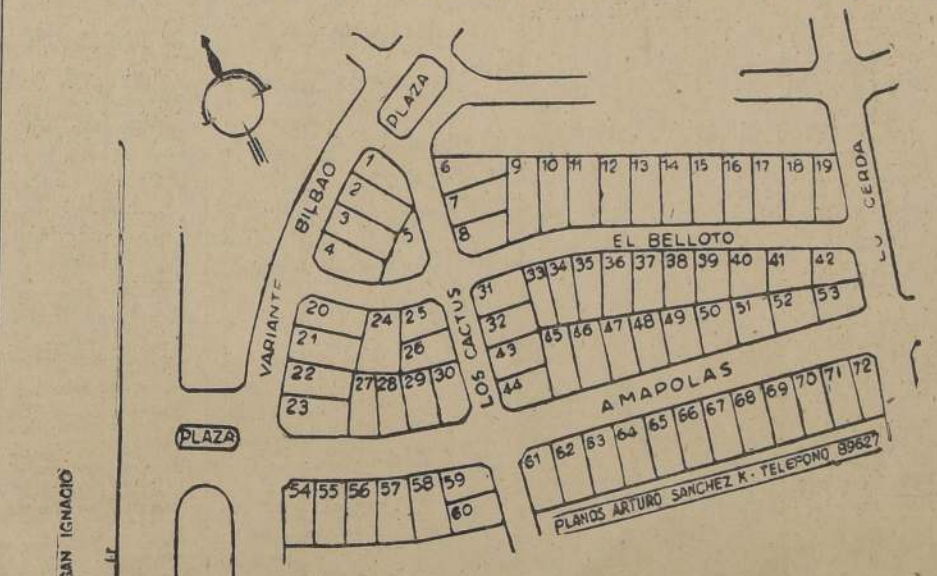 PLAZA
1
2
3
4
5
BILBAO
VARIANTE
6
7
8
9 10 11 12 13 14 15 16 17 18 19
CERDA
EL BELLOTO
31
32
43
44
33 34 35 36 37 38 39 40 41 42
45 46 47 48 49 50 51 52 53
LOS CACTUS
20
21
22
23
24 25
26
27 28 29 30
AMAPOLAS
PLAZA
54 55 56 57 58 59
60
61 62 63 64 65 66 67 68 69 70 71 72
PLANOS ARTURO SANCHEZ K - TELEFONO 89627
SAN IGNACIO